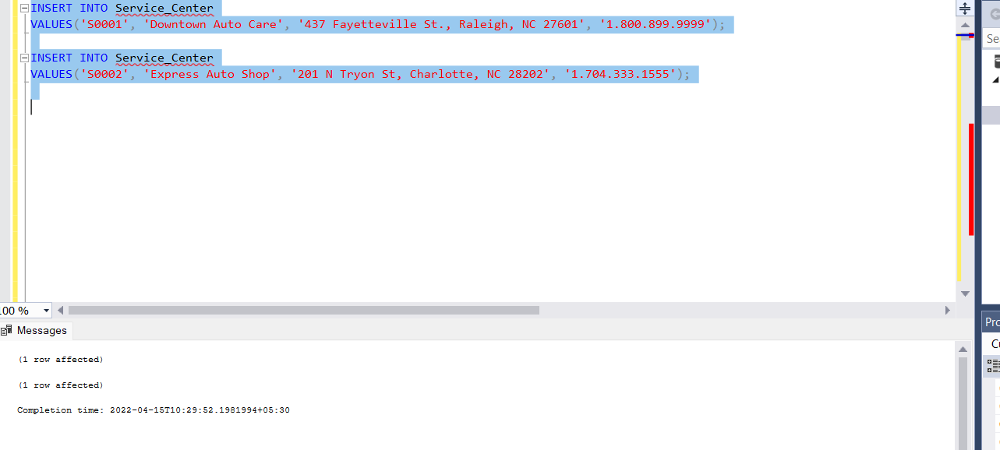 INSERT INTO Service_Center
VALUES('S0001', 'Downtown Auto Care', '437 Fayetteville St., Raleigh, NC 27601', '1.800.899.9999');
INSERT INTO Service_Center
VALUES('S0002', 'Express Auto Shop', '201 N Tryon St, Charlotte, NC 28202', '1.704.333.1555');
Se
.00 %
Messages
Pro
(1 row affected)
Cu
(1 row affected)
Completion time: 2022-04-15T10:29:52.1981994+05:30